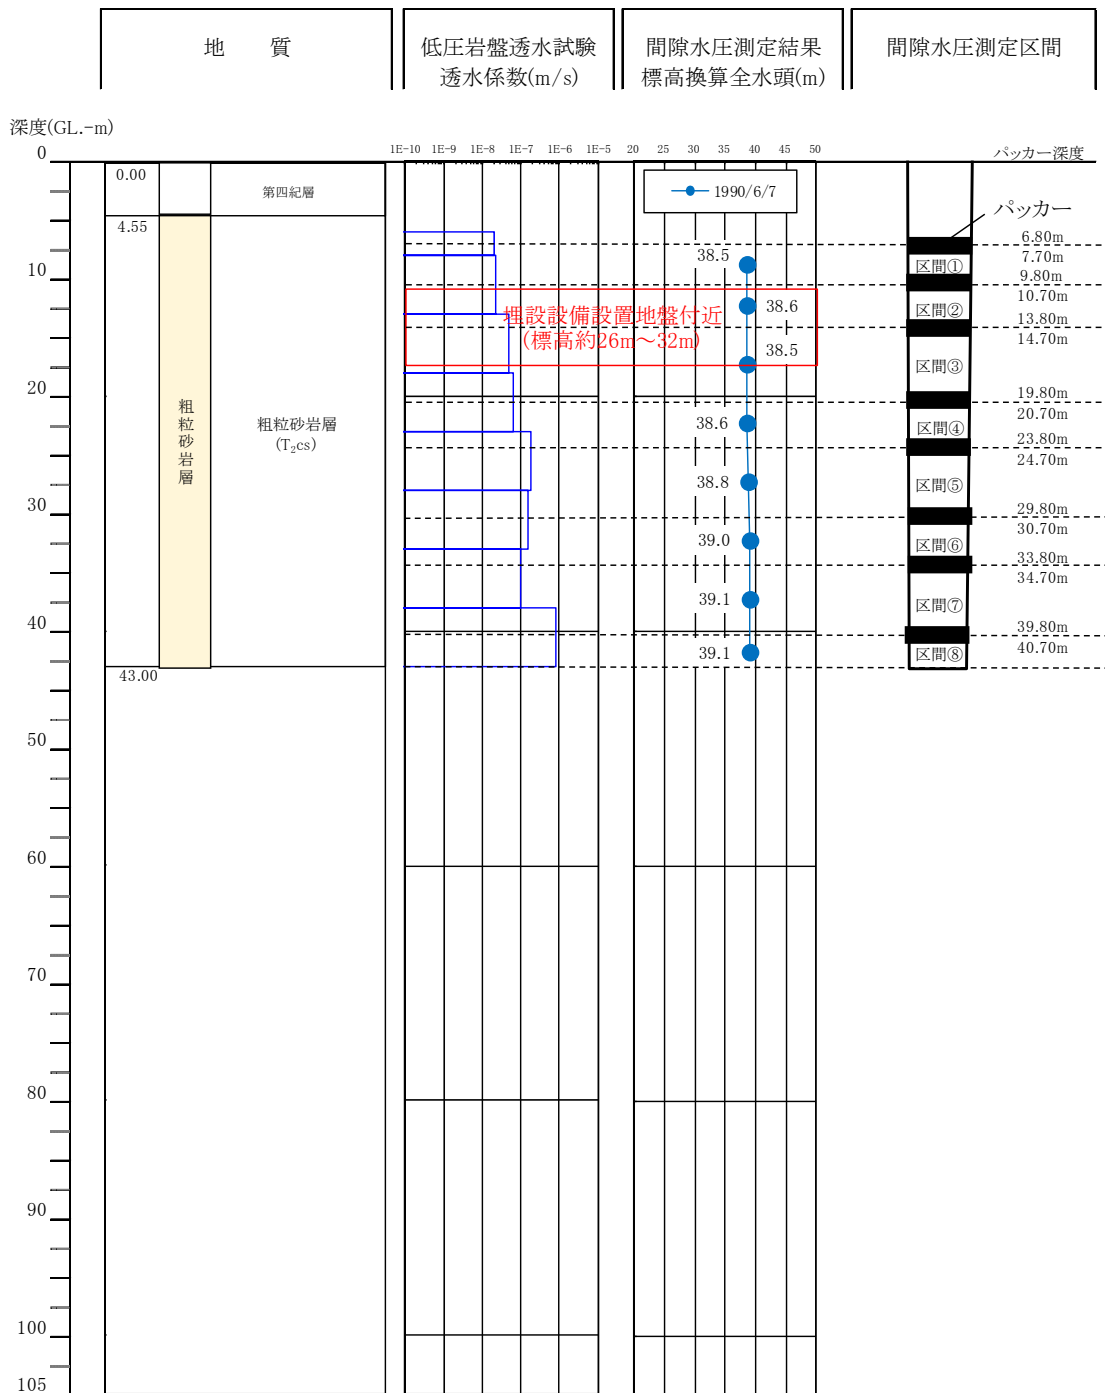 地　質
低圧岩盤透水試験
透水係数(m/s)
間隙水圧測定結果
標高換算全水頭(m)
間隙水圧測定区間
深度(GL.-m)
1E-10 1E-9 1E-8 1E-7 1E-6 1E-5
20 25 30 35 40 45 50
パッカー深度
0
10
20
30
40
50
60
70
80
90
100
105
0.00
第四紀層
4.55
粗粒砂岩層
粗粒砂岩層
(T₂cs)
43.00
埋設設備設置地盤付近
(標高約26m～32m)
1990/6/7
38.5
38.6
38.5
38.6
38.8
39.0
39.1
39.1
パッカー
区間①
区間②
区間③
区間④
区間⑤
区間⑥
区間⑦
区間⑧
6.80m
7.70m
9.80m
10.70m
13.80m
14.70m
19.80m
20.70m
23.80m
24.70m
29.80m
30.70m
33.80m
34.70m
39.80m
40.70m